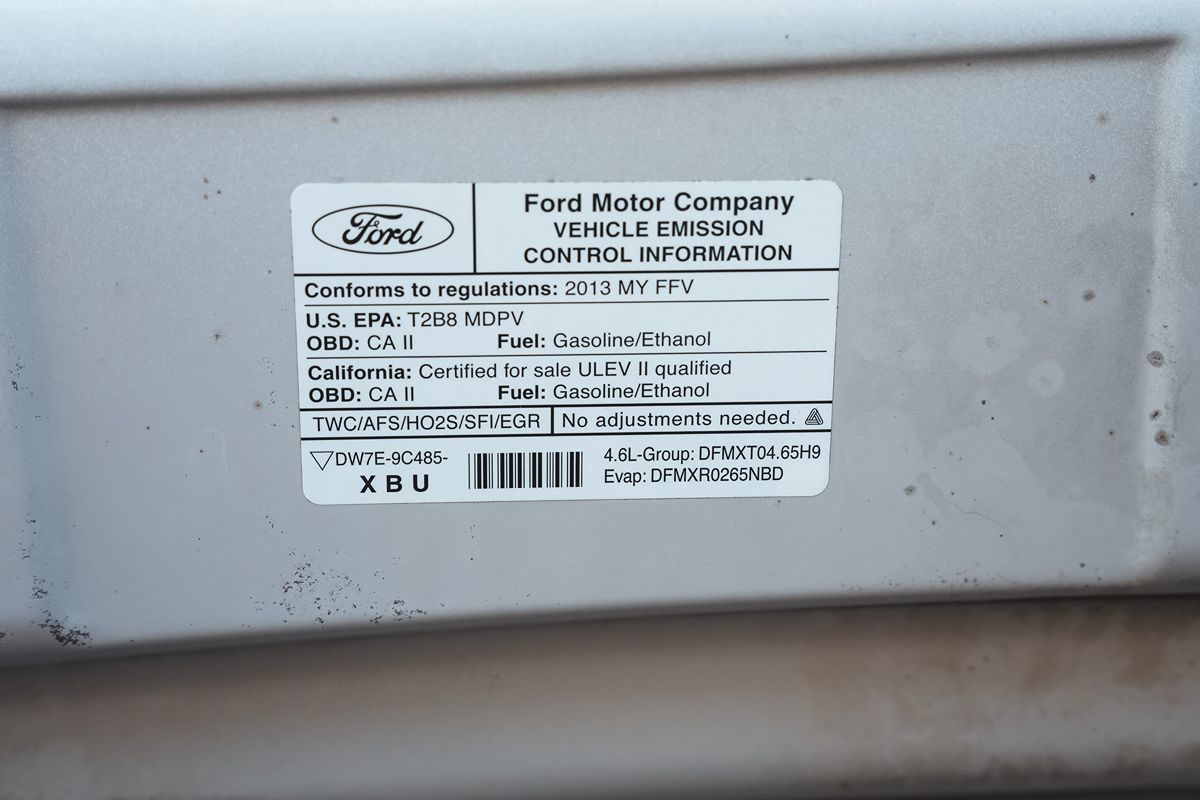 Ford
Ford Motor Company
VEHICLE EMISSION
CONTROL INFORMATION
Conforms to regulations: 2013 MY FFV
U.S. EPA: T2B8 MDPV
OBD: CA II Fuel: Gasoline/Ethanol
California: Certified for sale ULEV II qualified
OBD: CA II Fuel: Gasoline/Ethanol
TWC/AFS/HO2S/SFI/EGR No adjustments needed.
DW7E-9C485-
X B U
4.6L-Group: DFMXT04.65H9
Evap: DFMXR0265NBD